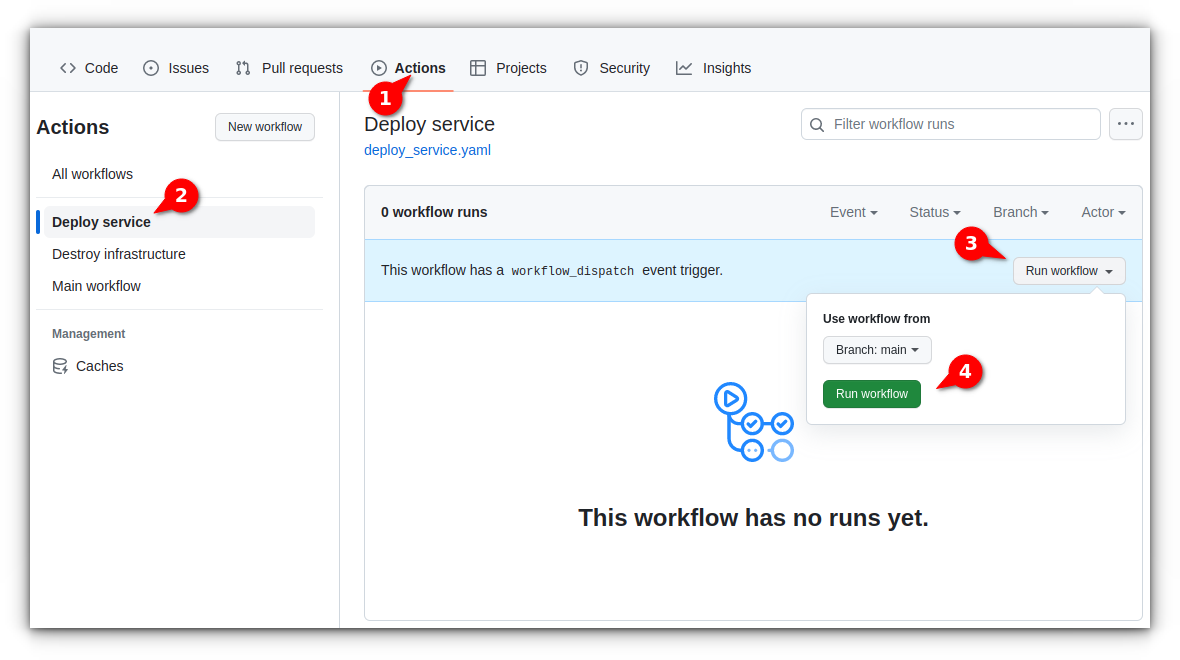 Code Issues Pull requests Actions Projects Security Insights
1
Actions
New workflow
All workflows
2
Deploy service
Destroy infrastructure
Main workflow
Management
Caches
Deploy service
deploy_service.yaml
Filter workflow runs
0 workflow runs
Event Status Branch Actor
3
This workflow has a workflow_dispatch event trigger.
Run workflow
Use workflow from
Branch: main
4
Run workflow
This workflow has no runs yet.